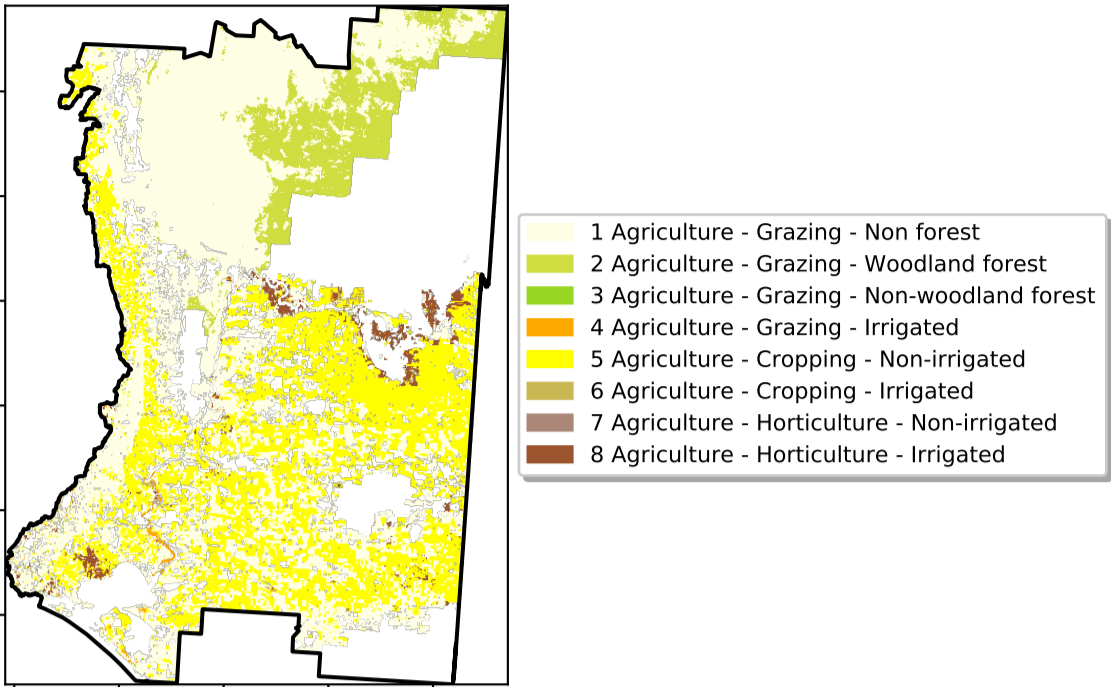 1 Agriculture - Grazing - Non forest
2 Agriculture - Grazing - Woodland forest
3 Agriculture - Grazing - Non-woodland forest
4 Agriculture - Grazing - Irrigated
5 Agriculture - Cropping - Non-irrigated
6 Agriculture - Cropping - Irrigated
7 Agriculture - Horticulture - Non-irrigated
8 Agriculture - Horticulture - Irrigated